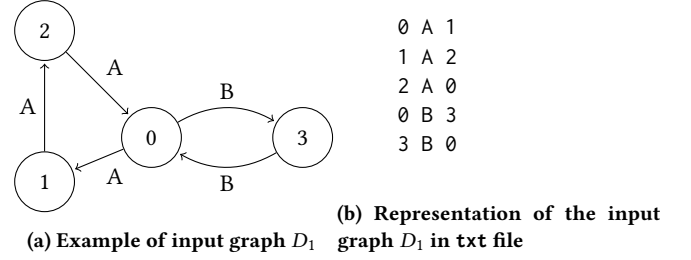 2
A
A
0
B
3
1
A
B
(a) Example of input graph D₁
0 A 1
1 A 2
2 A 0
0 B 3
3 B 0
(b) Representation of the input
graph D₁ in txt file